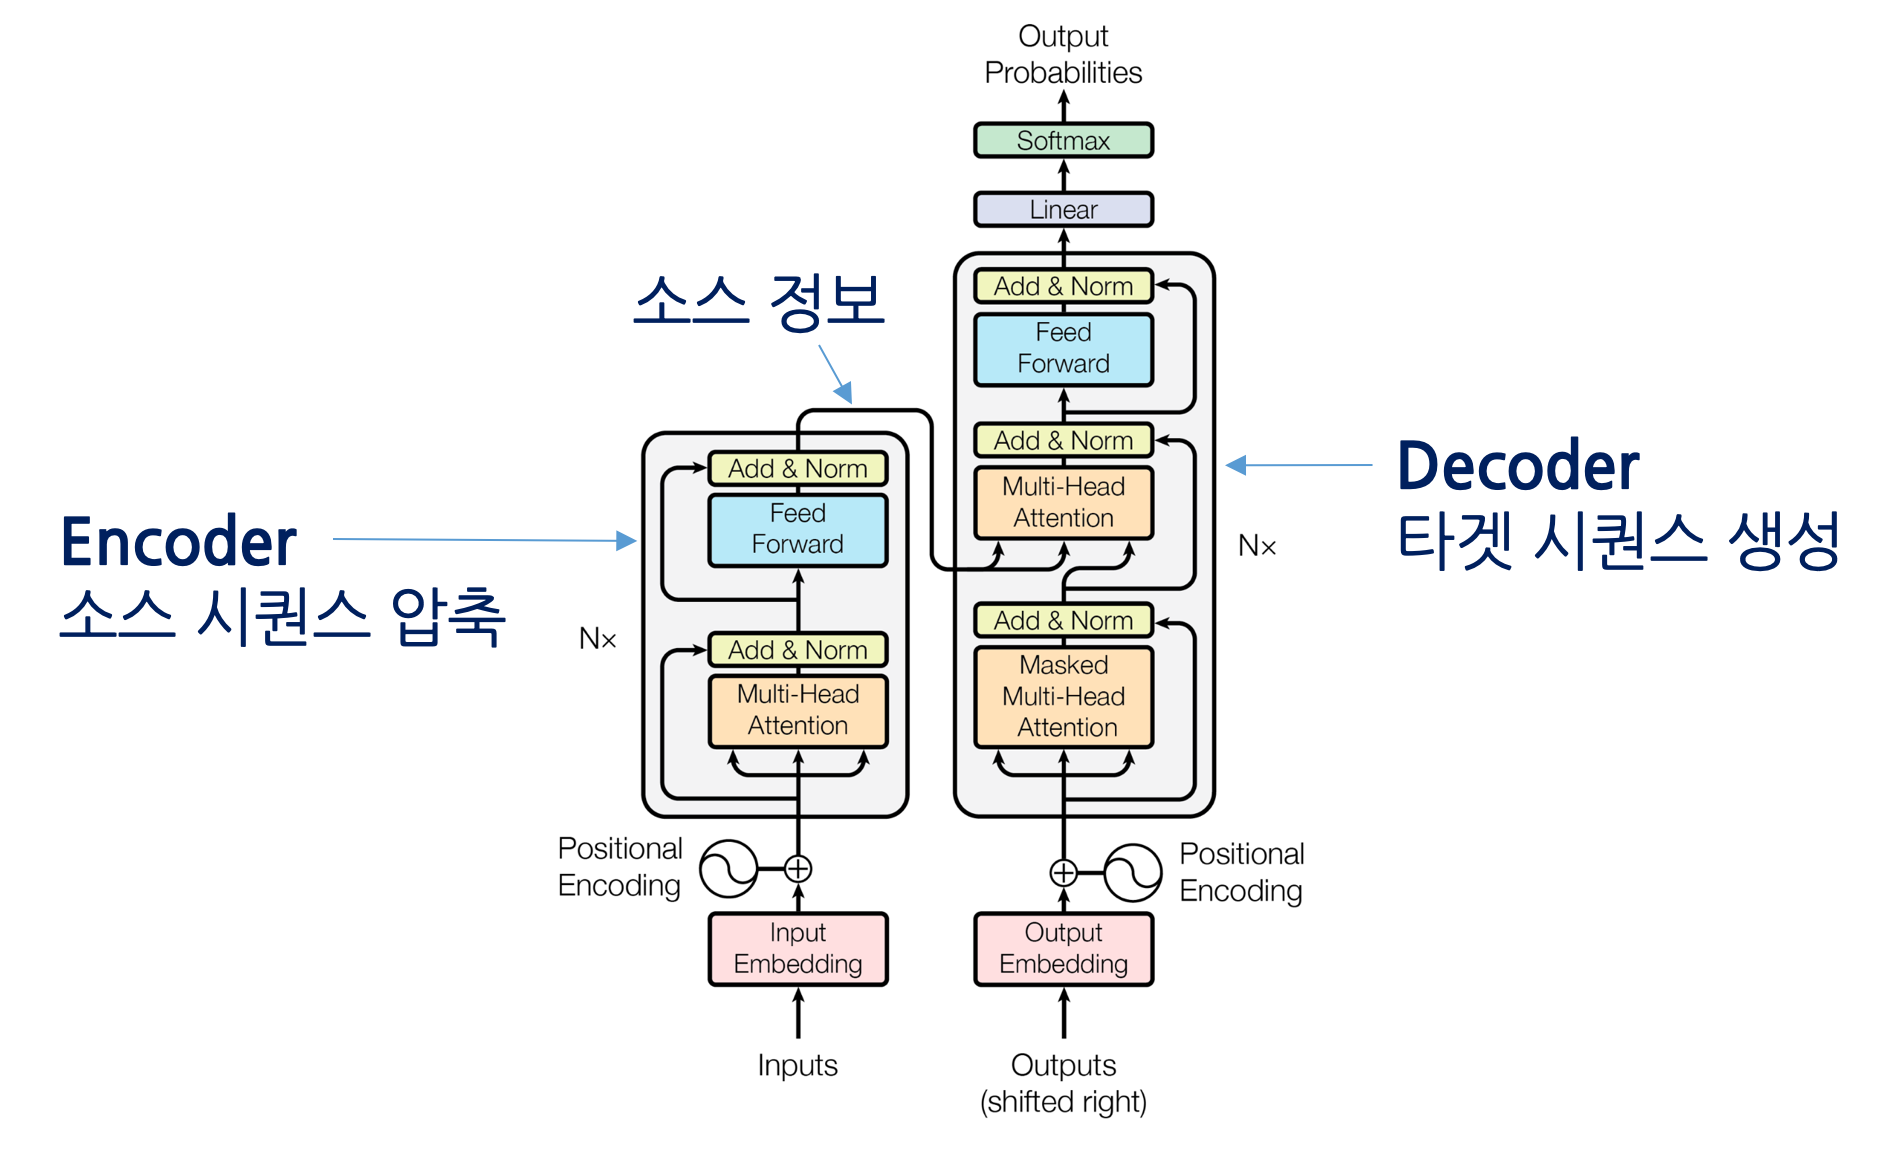 Output
Probabilities
Softmax
Linear
Add & Norm
Feed
Forward
Add & Norm
Multi-Head
Attention
Add & Norm
Masked
Multi-Head
Attention
Nx
Positional
Encoding
Output
Embedding
Outputs
(shifted right)
Decoder
타겟 시퀀스 생성
소스 정보
Add & Norm
Feed
Forward
Add & Norm
Multi-Head
Attention
Nx
Positional
Encoding
Input
Embedding
Inputs
Encoder
소스 시퀀스 압축